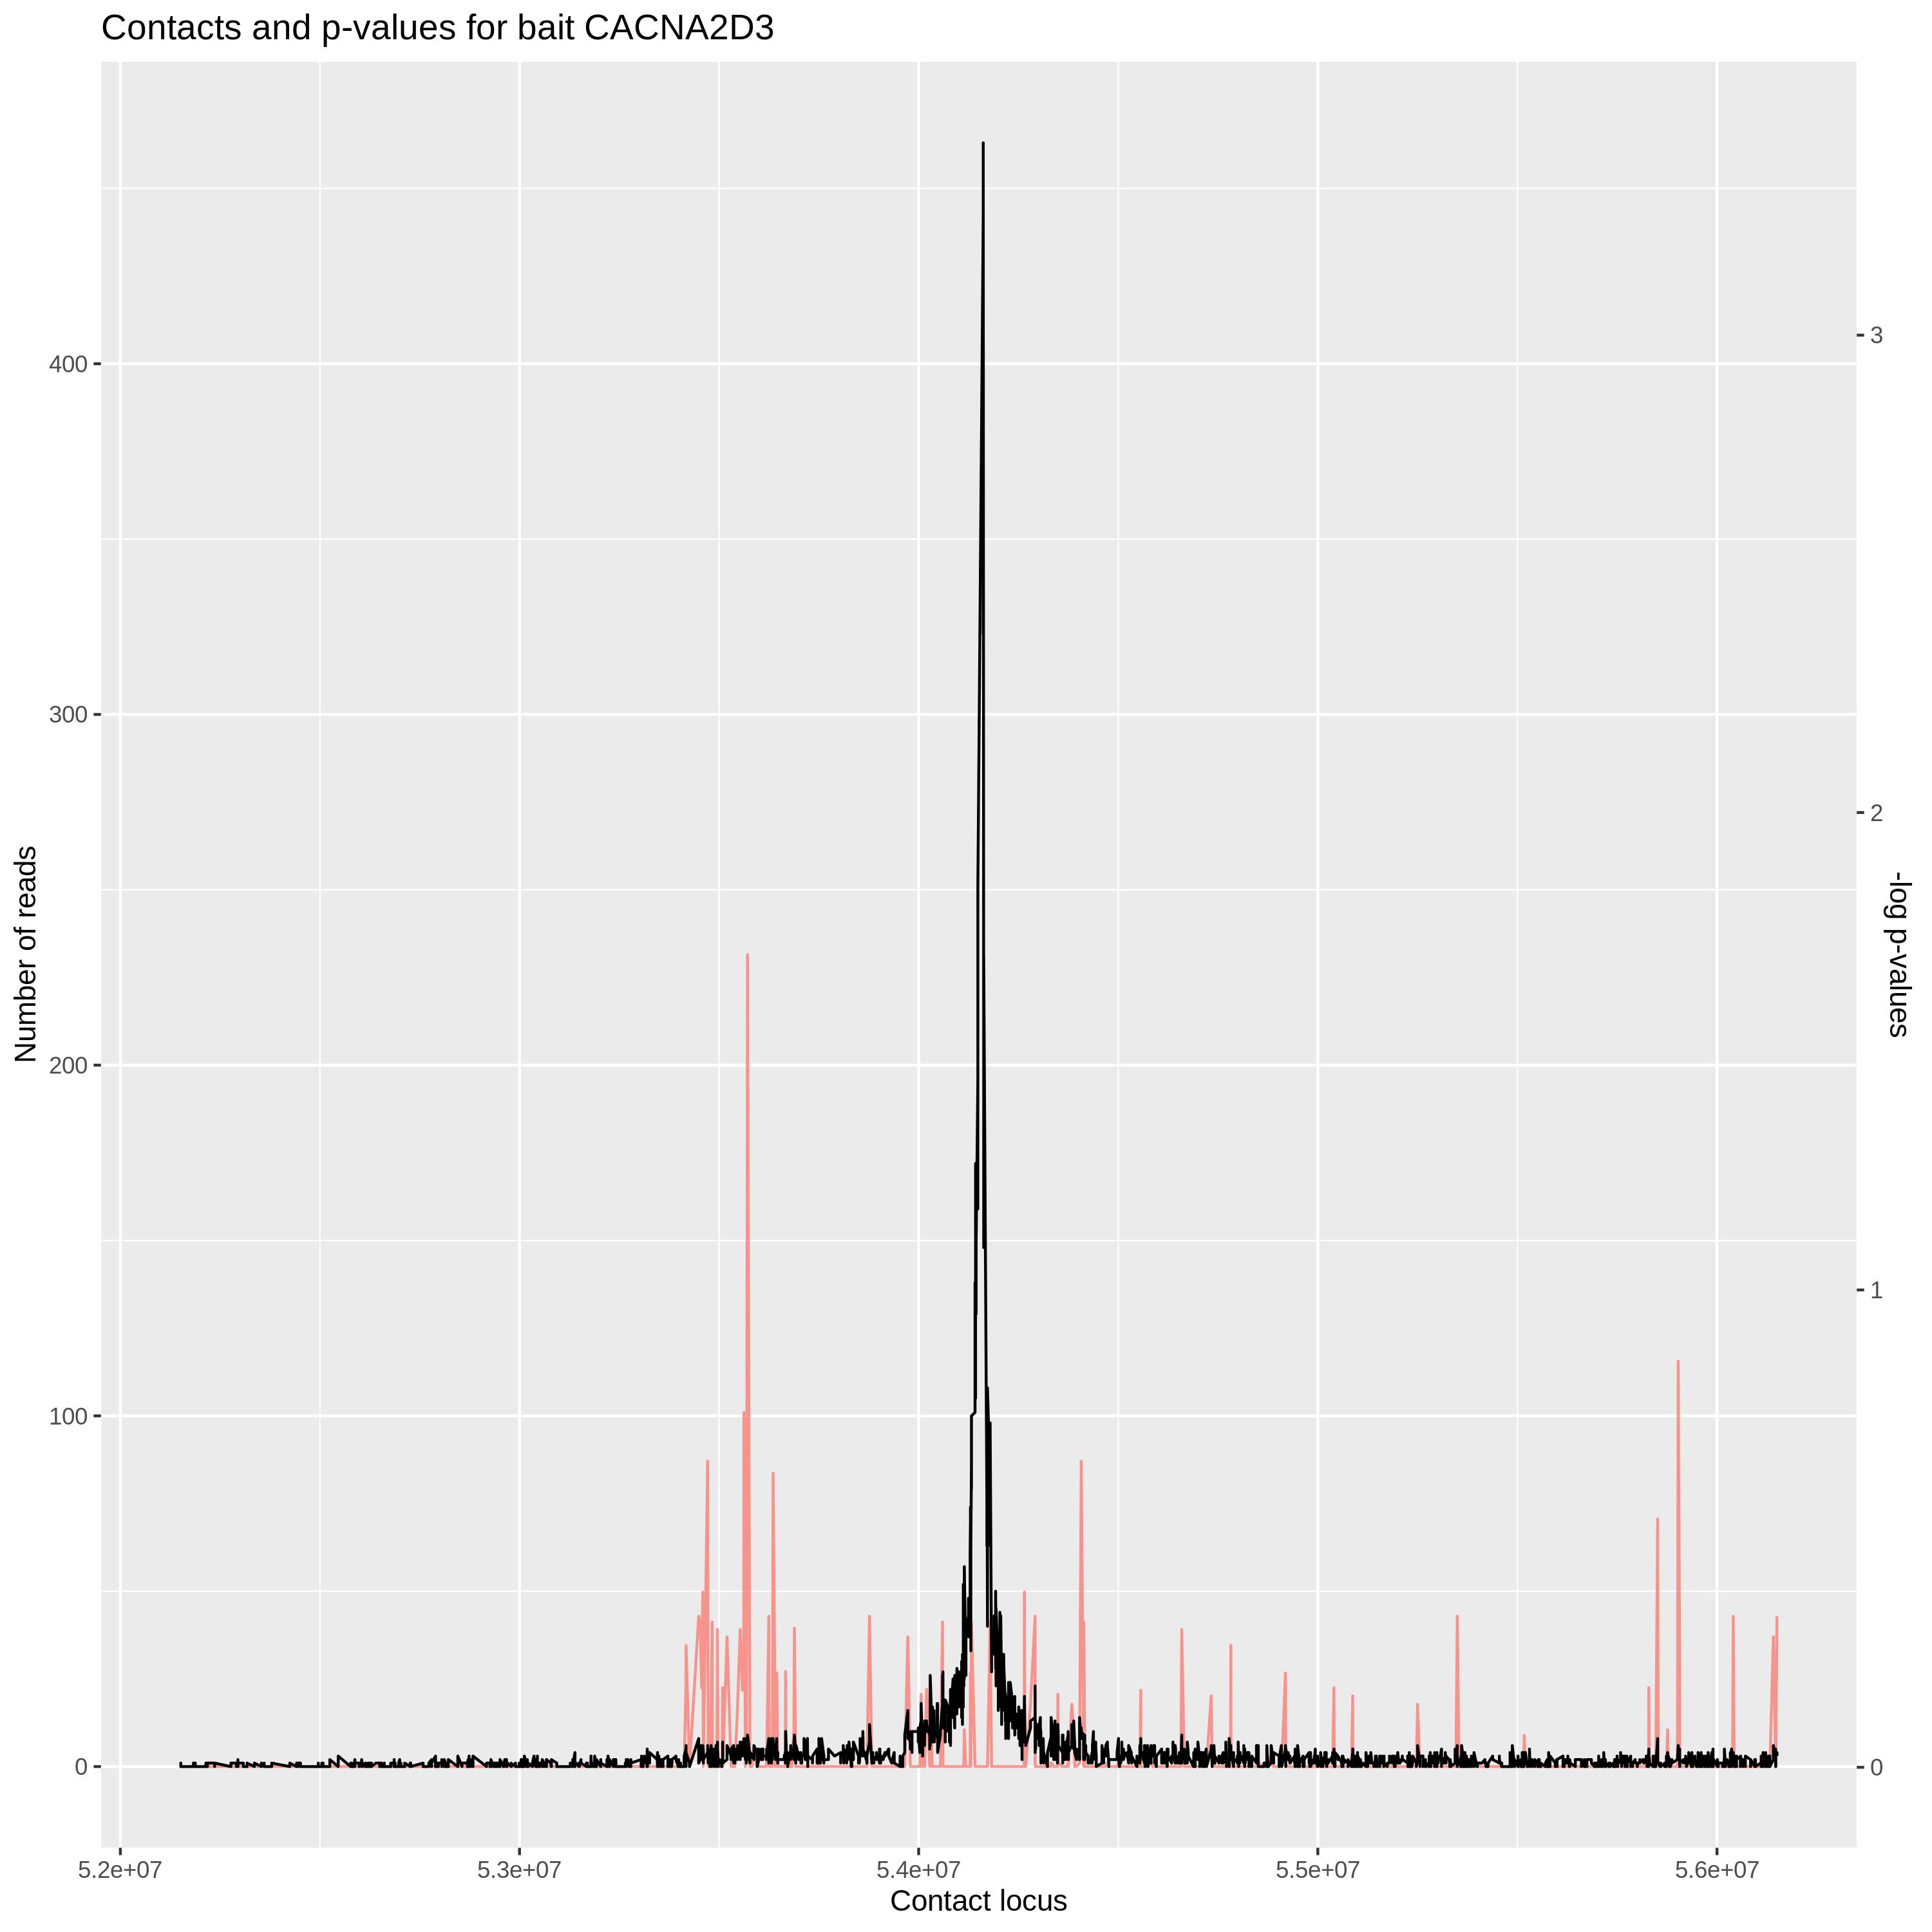 Contacts and p-values for bait CACNA2D3
Number of reads
400
300
200
100
0
3
2
1
0
-log p-values
5.2e+07
5.3e+07
5.4e+07
5.5e+07
5.6e+07
Contact locus